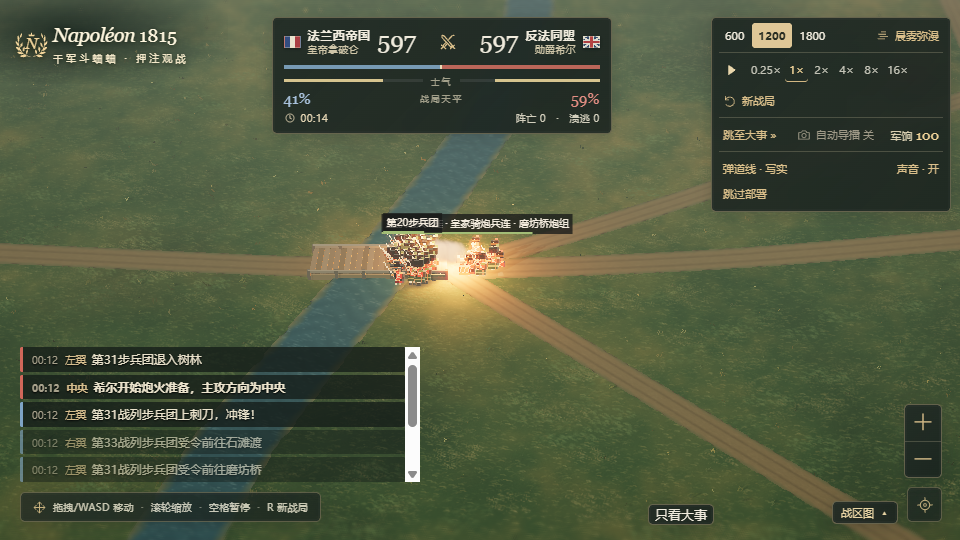 Napoléon 1815
千军斗蛐蛐 · 押注观战
法兰西帝国
皇帝拿破仑
597
597
反法同盟
勋爵希尔
士气
41%
战局天平
59%
00:14
阵亡 0 · 溃逃 0
600 1200 1800
晨雾弥漫
0.25× 1× 2× 4× 8× 16×
新战局
跳至大事 »
自动导播 关
军饷 100
弹道线 · 写实
声音 · 开
跳过部署
第20步兵团
· 皇家骑炮兵连 · 磨坊桥炮组
00:12 左翼 第31步兵团退入树林
00:12 中央 希尔开始炮火准备，主攻方向为中央
00:12 左翼 第31战列步兵团上刺刀，冲锋！
00:12 右翼 第33战列步兵团受令前往石滩渡
00:12 左翼 第31战列步兵团受令前往磨坊桥
拖拽/WASD 移动 · 滚轮缩放 · 空格暂停 · R 新战局
只看大事
战区图